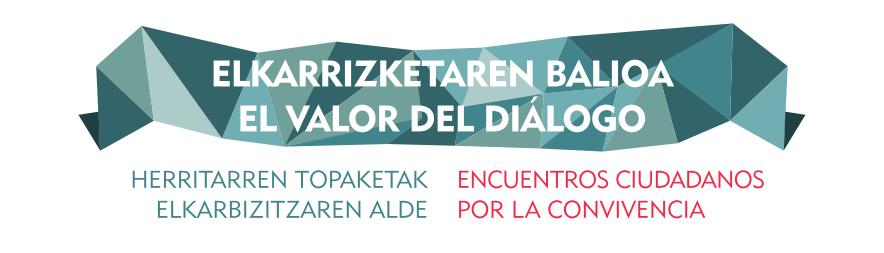 ELKARRIZKETAREN BALIOA
EL VALOR DEL DIÁLOGO
HERRITARREN TOPAKETAK
ELKARBIZITZAREN ALDE
ENCUENTROS CIUDADANOS
POR LA CONVIVENCIA